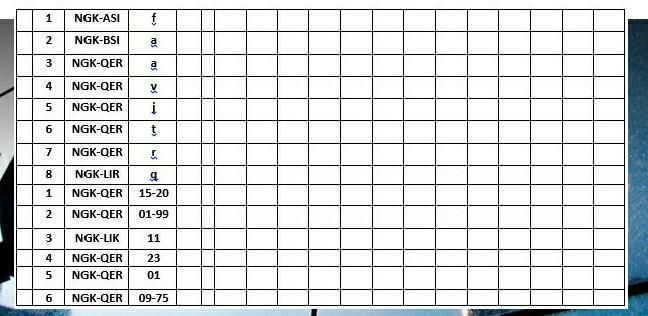 1 NGK-ASI f
2 NGK-BSI a
3 NGK-QER a
4 NGK-QER v
5 NGK-QER j
6 NGK-QER t
7 NGK-QER r
8 NGK-LIR q
1 NGK-QER 15-20
2 NGK-QER 01-99
3 NGK-LIK 11
4 NGK-QER 23
5 NGK-QER 01
6 NGK-QER 09-75